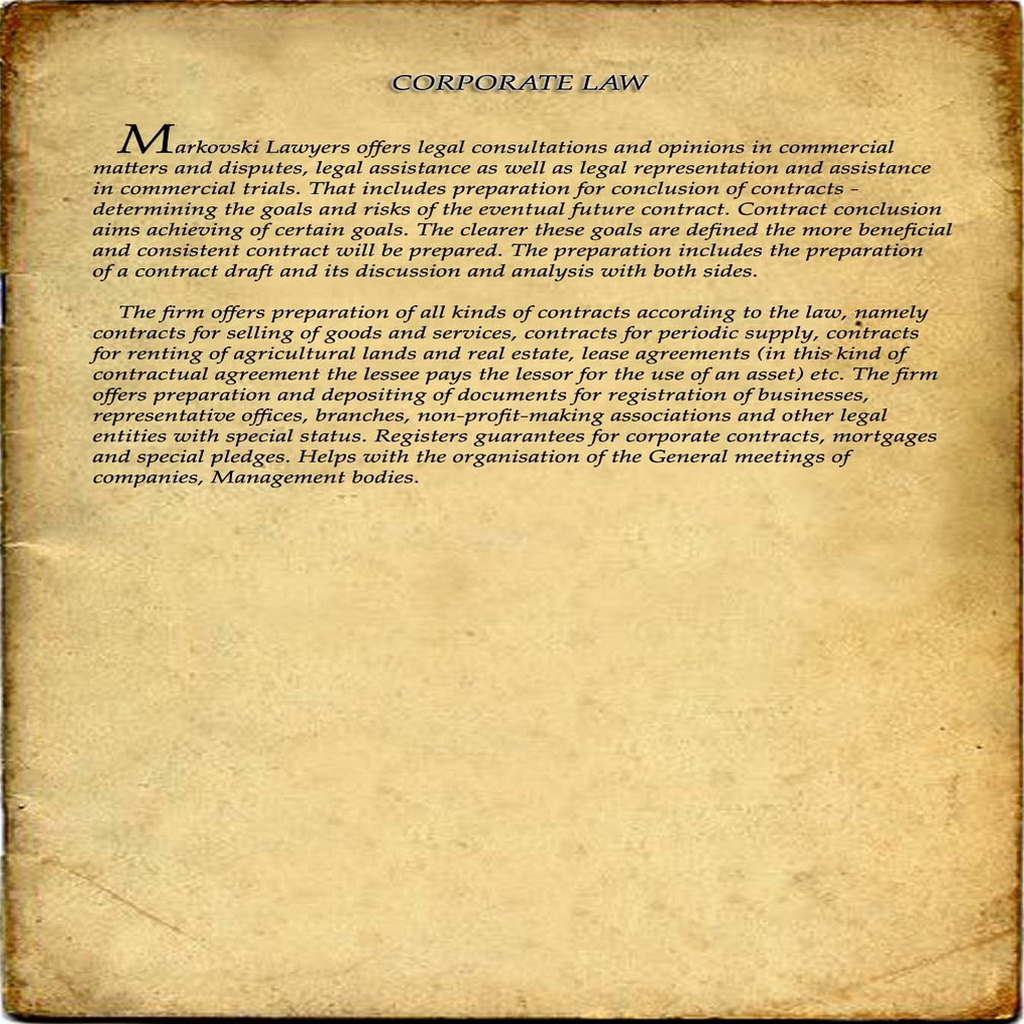 CORPORATE LAW
Markovski Lawyers offers legal consultations and opinions in commercial
matters and disputes, legal assistance as well as legal representation and assistance
in commercial trials. That includes preparation for conclusion of contracts -
determining the goals and risks of the eventual future contract. Contract conclusion
aims achieving of certain goals. The clearer these goals are defined the more beneficial
and consistent contract will be prepared. The preparation includes the preparation
of a contract draft and its discussion and analysis with both sides.
The firm offers preparation of all kinds of contracts according to the law, namely
contracts for selling of goods and services, contracts for periodic supply, contracts
for renting of agricultural lands and real estate, lease agreements (in this kind of
contractual agreement the lessee pays the lessor for the use of an asset) etc. The firm
offers preparation and depositing of documents for registration of businesses,
representative offices, branches, non-profit-making associations and other legal
entities with special status. Registers guarantees for corporate contracts, mortgages
and special pledges. Helps with the organisation of the General meetings of
companies, Management bodies.